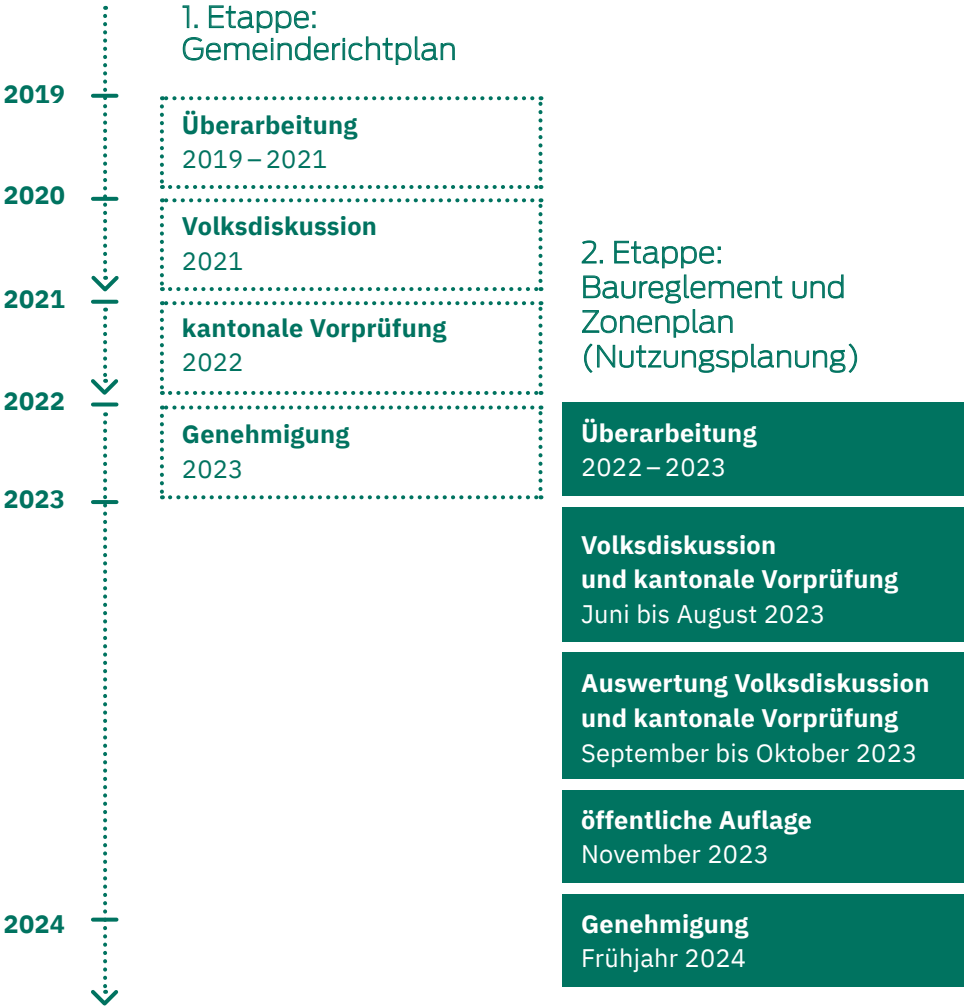 1. Etappe:
Gemeinderichtplan
2019
Überarbeitung
2019 – 2021
2020
Volksdiskussion
2021
2021
kantonale Vorprüfung
2022
2022
Genehmigung
2023
2023
2. Etappe:
Baureglement und
Zonenplan
(Nutzungsplanung)
Überarbeitung
2022 – 2023
Volksdiskussion
und kantonale Vorprüfung
Juni bis August 2023
Auswertung Volksdiskussion
und kantonale Vorprüfung
September bis Oktober 2023
öffentliche Auflage
November 2023
2024
Genehmigung
Frühjahr 2024